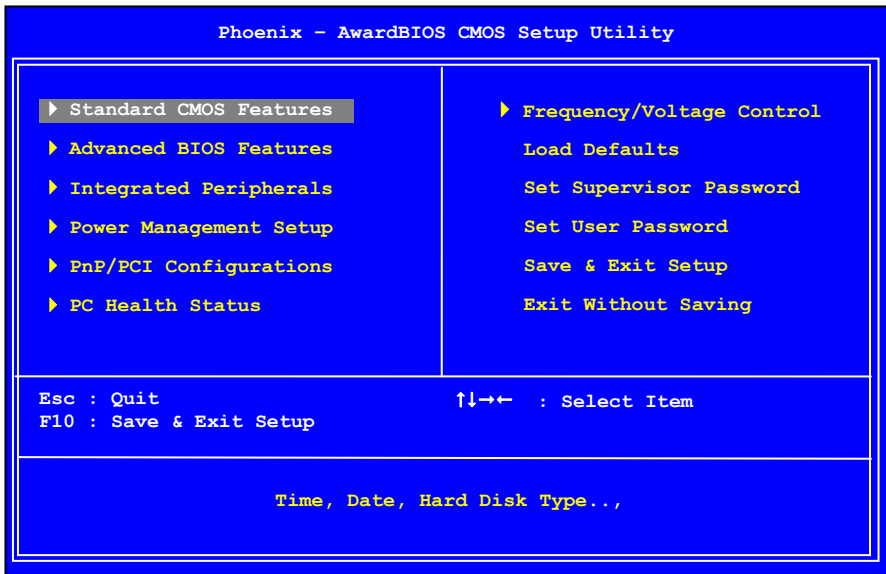 Phoenix – AwardBIOS CMOS Setup Utility
Standard CMOS Features
Advanced BIOS Features
Integrated Peripherals
Power Management Setup
PnP/PCI Configurations
PC Health Status
Frequency/Voltage Control
Load Defaults
Set Supervisor Password
Set User Password
Save & Exit Setup
Exit Without Saving
Esc : Quit
F10 : Save & Exit Setup
↑↓→← : Select Item
Time, Date, Hard Disk Type..,